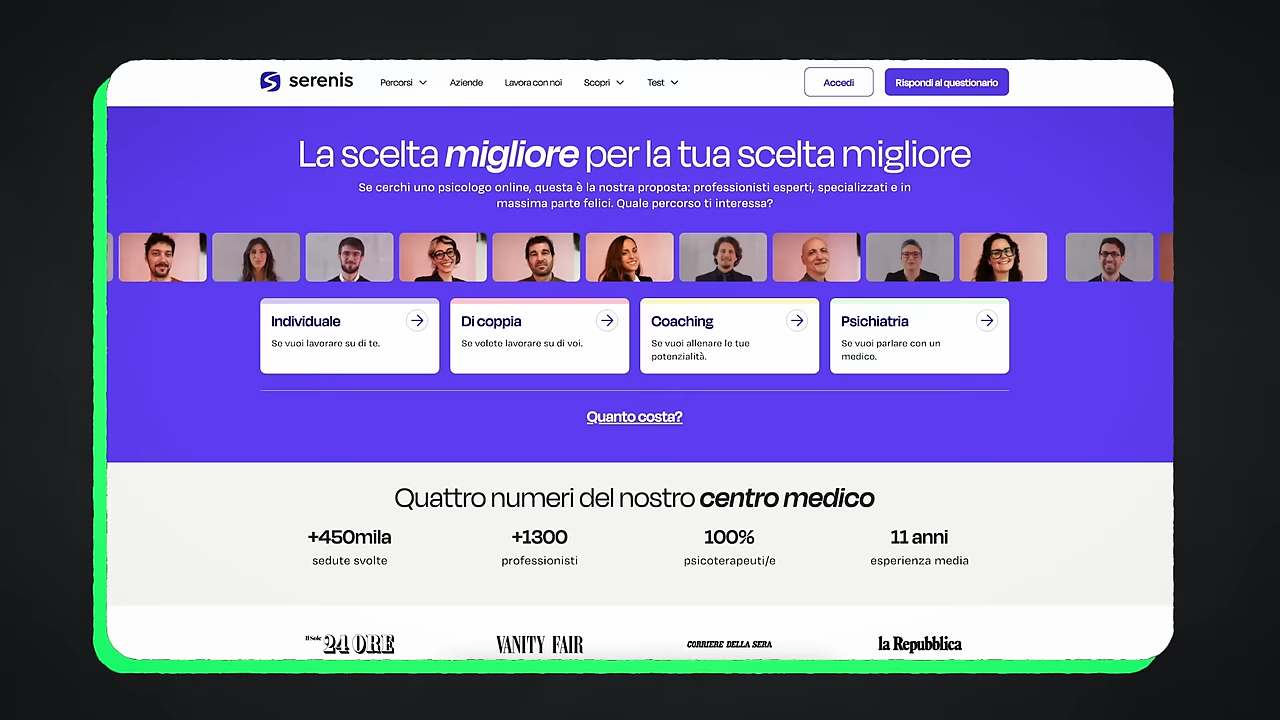 serenis
Percorsi
Aziende
Lavora con noi
Scopri
Test
Accedi
Rispondi al questionario
La scelta migliore per la tua scelta migliore
Se cerchi uno psicologo online, questa è la nostra proposta: professionisti esperti, specializzati e in
massima parte felici. Quale percorso ti interessa?
Individuale
Se vuoi lavorare su di te.
Di coppia
Se volete lavorare su di voi.
Coaching
Se vuoi allenare le tue
potenzialità.
Psichiatria
Se vuoi parlare con un
medico.
Quanto costa?
Quattro numeri del nostro centro medico
+450mila
sedute svolte
+1300
professionisti
100%
psicoterapeuti/e
11 anni
esperienza media
Il Sole
24 ORE
VANITY FAIR
CORRIERE DELLA SERA
la Repubblica